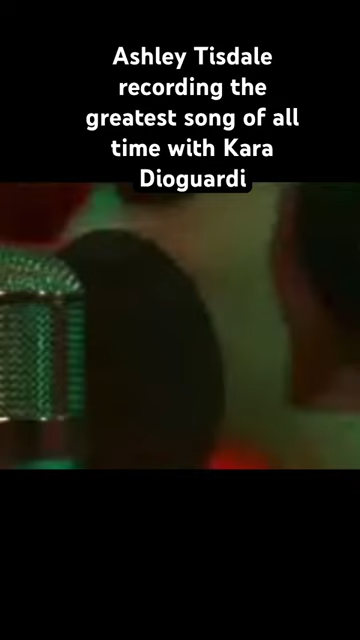 Ashley Tisdale
recording the
greatest song of all
time with Kara
Dioguardi